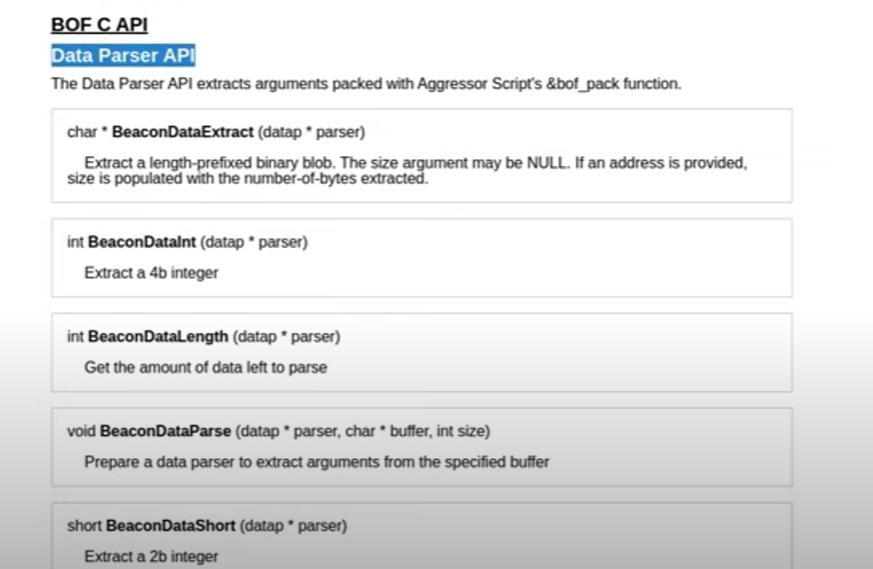 BOF C API
Data Parser API
The Data Parser API extracts arguments packed with Aggressor Script's &bof_pack function.
char * BeaconDataExtract (datap * parser)
Extract a length-prefixed binary blob. The size argument may be NULL. If an address is provided,
size is populated with the number-of-bytes extracted.
int BeaconDataInt (datap * parser)
Extract a 4b integer
int BeaconDataLength (datap * parser)
Get the amount of data left to parse
void BeaconDataParse (datap * parser, char * buffer, int size)
Prepare a data parser to extract arguments from the specified buffer
short BeaconDataShort (datap * parser)
Extract a 2b integer